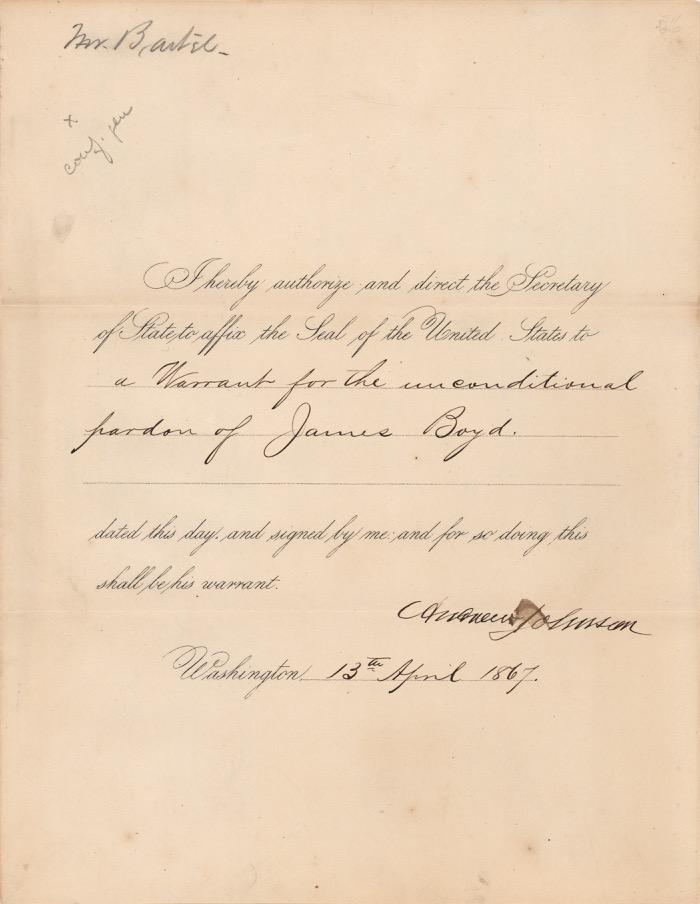 Mr. Bartel-
x
I hereby authorize and direct the Secretary
of State to affix the Seal of the United States to
a Warrant for the unconditional
pardon of James Boyd.
dated this day, and signed by me: and for so doing this
shall be his warrant.
Andrew Johnson
Washington, 13th April 1867.